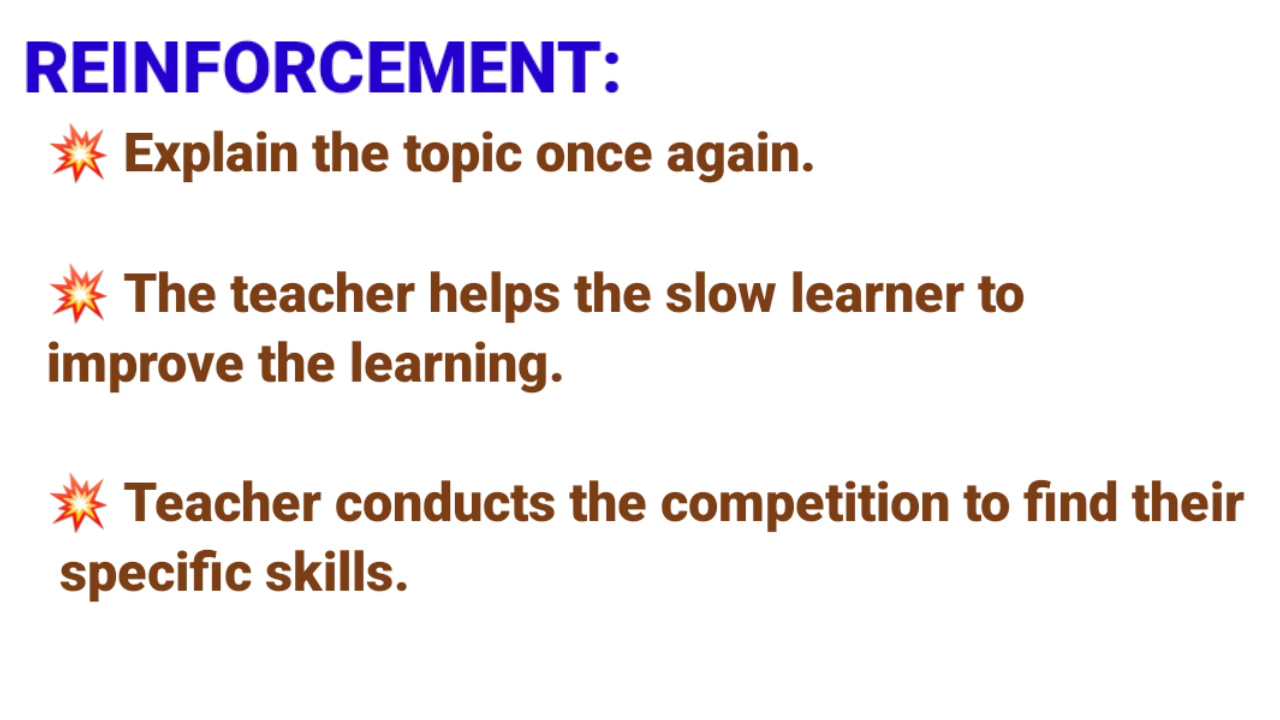 REINFORCEMENT:
💥 Explain the topic once again.
💥 The teacher helps the slow learner to
improve the learning.
💥 Teacher conducts the competition to find their
specific skills.